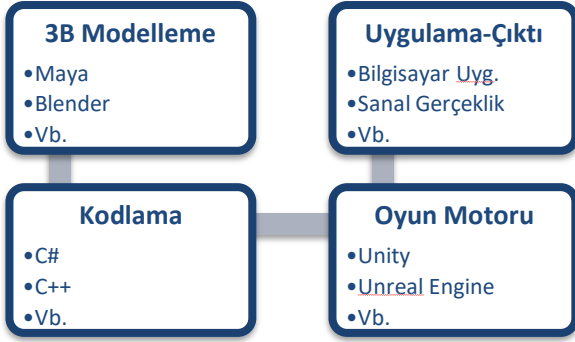 3B Modelleme
•Maya
•Blender
•Vb.
Uygulama-Çıktı
•Bilgisayar Uyg.
•Sanal Gerçeklik
•Vb.
Kodlama
•C#
•C++
•Vb.
Oyun Motoru
•Unity
•Unreal Engine
•Vb.